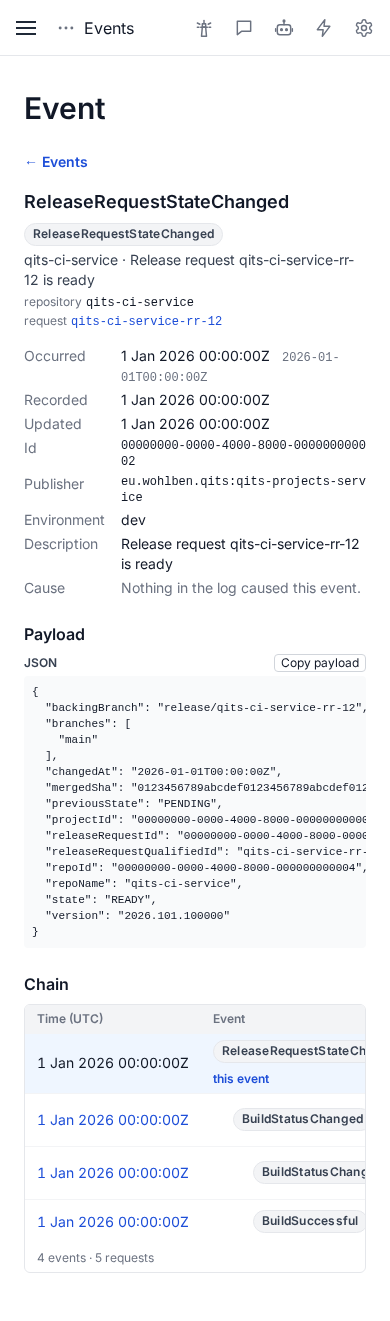 ··· Events
Event
← Events
ReleaseRequestStateChanged
ReleaseRequestStateChanged
qits-ci-service · Release request qits-ci-service-rr-
12 is ready
repository qits-ci-service
request qits-ci-service-rr-12
Occurred 1 Jan 2026 00:00:00Z 2026-01-
01T00:00:00Z
Recorded 1 Jan 2026 00:00:00Z
Updated 1 Jan 2026 00:00:00Z
Id 00000000-0000-4000-8000-0000000000
02
Publisher eu.wohlben.qits:qits-projects-serv
ice
Environment dev
Description Release request qits-ci-service-rr-12
is ready
Cause Nothing in the log caused this event.
Payload
JSON Copy payload
{
"backingBranch": "release/qits-ci-service-rr-12",
"branches": [
"main"
],
"changedAt": "2026-01-01T00:00:00Z",
"mergedSha": "0123456789abcdef0123456789abcdef012
"previousState": "PENDING",
"projectId": "00000000-0000-4000-8000-00000000000
"releaseRequestId": "00000000-0000-4000-8000-0000
"releaseRequestQualifiedId": "qits-ci-service-rr-
"repoId": "00000000-0000-4000-8000-000000000004",
"repoName": "qits-ci-service",
"state": "READY",
"version": "2026.101.100000"
}
Chain
Time (UTC) Event
1 Jan 2026 00:00:00Z ReleaseRequestStateCh
this event
1 Jan 2026 00:00:00Z BuildStatusChanged
1 Jan 2026 00:00:00Z BuildStatusChang
1 Jan 2026 00:00:00Z BuildSuccessful
4 events · 5 requests